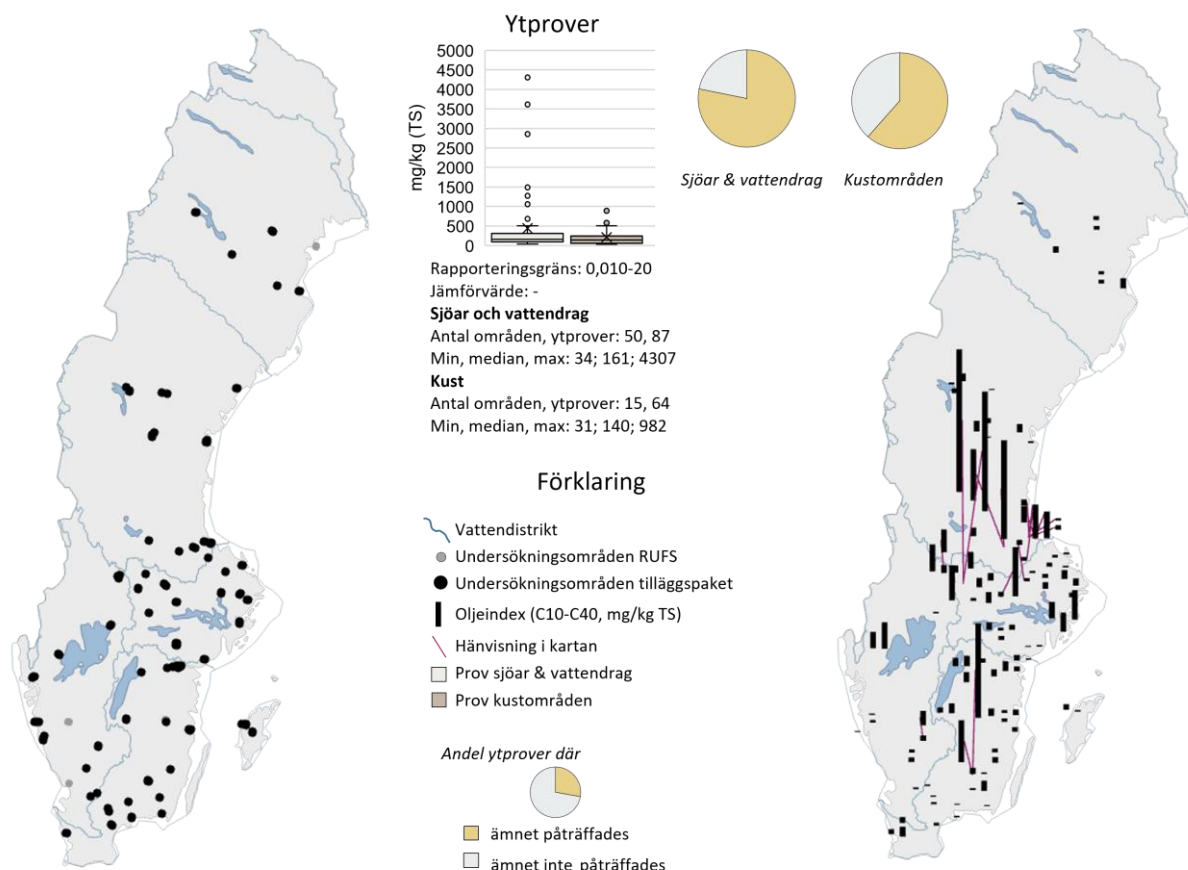 Ytprover
5000
4500
4000
3500
3000
2500
2000
1500
1000
500
0
mg/kg (TS)
Sjöar & vattendrag
Kustområden
Rapporteringsgräns: 0,010-20
Jämförvärde: -
Sjöar och vattendrag
Antal områden, ytprover: 50, 87
Min, median, max: 34; 161; 4307
Kust
Antal områden, ytprover: 15, 64
Min, median, max: 31; 140; 982
Förklaring
Vattendistrikt
Undersökningsområden RUFS
Undersökningsområden tilläggspaket
Oljeindex (C10-C40, mg/kg TS)
Hänvisning i kartan
Prov sjöar & vattendrag
Prov kustområden
Andel ytprover där
ämnet påträffades
ämnet inte påträffades